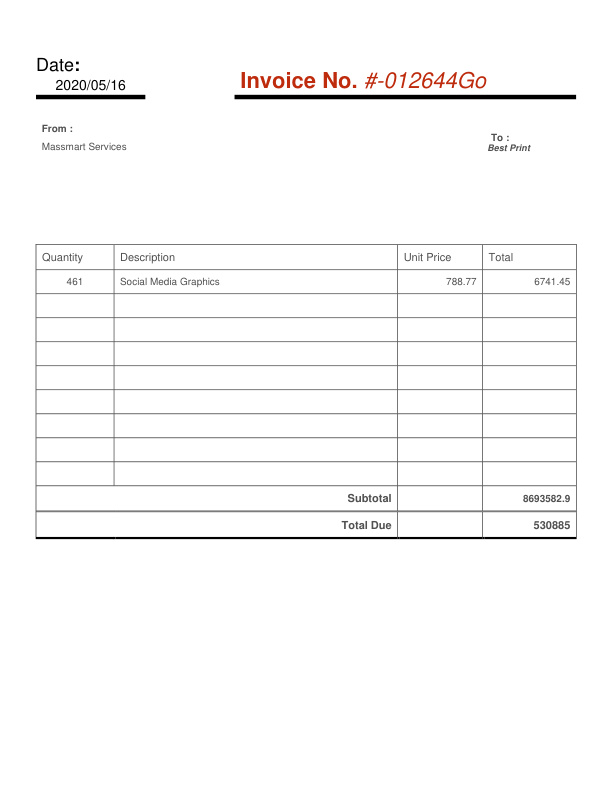 Date:
2020/05/16
Invoice No. #-012644Go
From :
Massmart Services
To :
Best Print
Quantity Description Unit Price Total
461 Social Media Graphics 788.77 6741.45
Subtotal 8693582.9
Total Due 530885